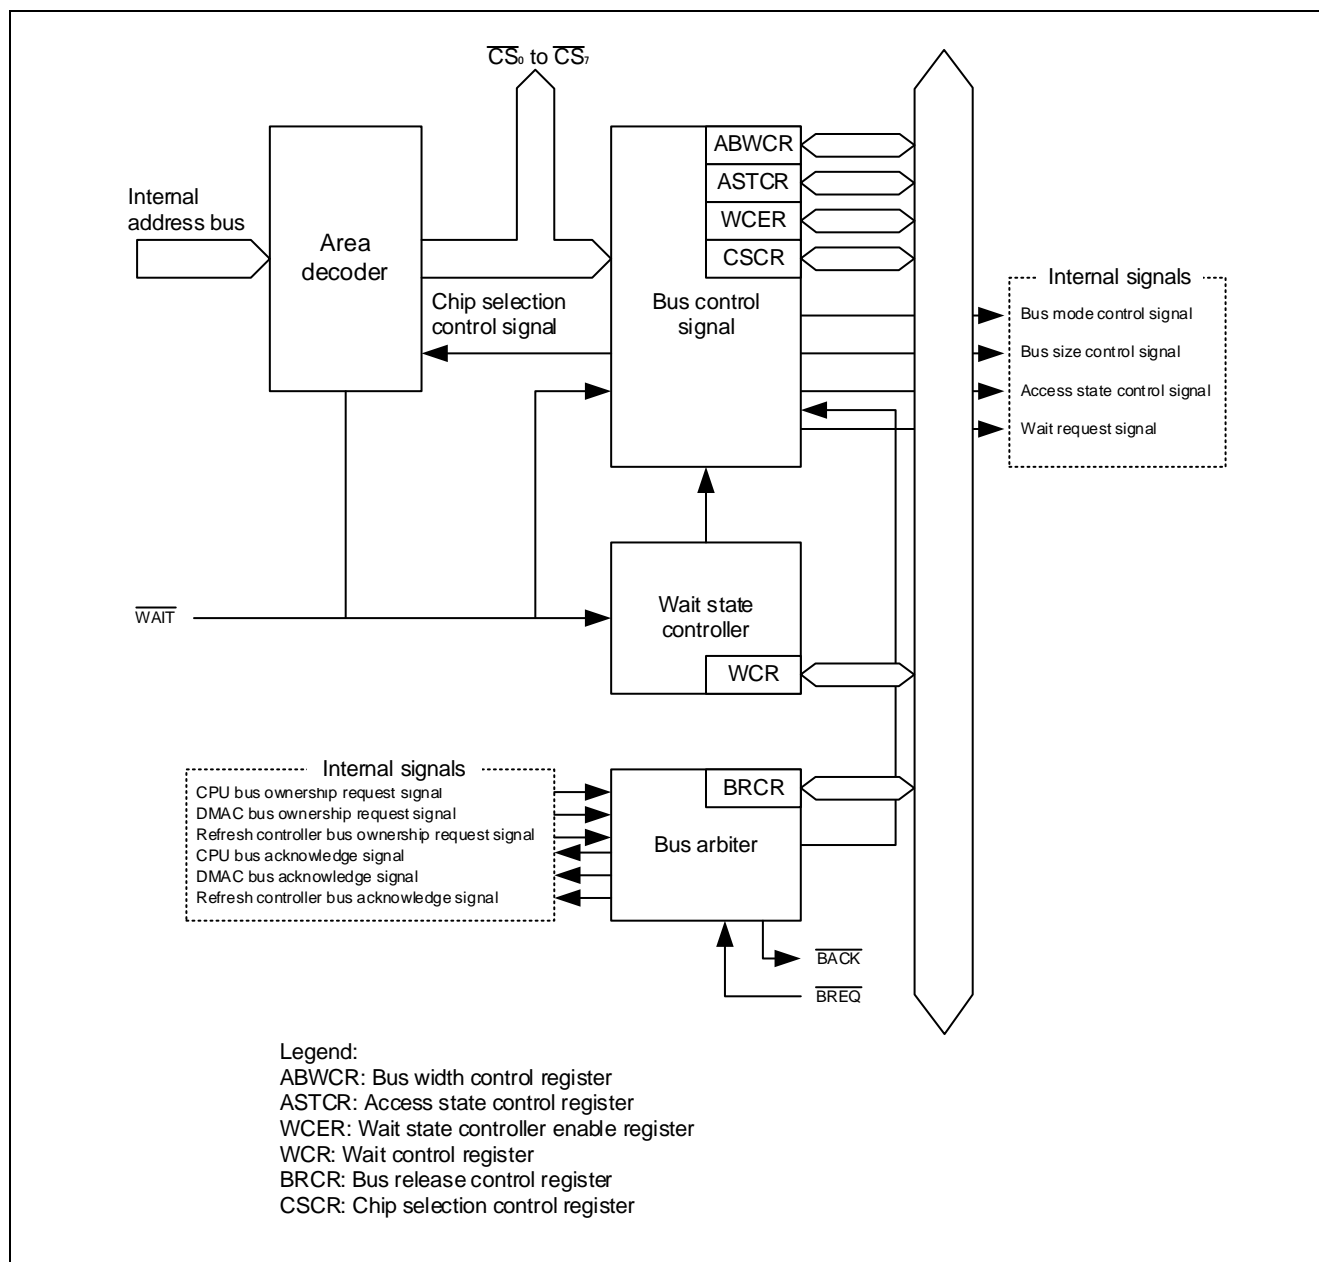 CS₀ to CS₇
ABWCR
ASTCR
WCER
CSCR
Internal
address bus
Area
decoder
Chip selection
control signal
Bus control
signal
Internal signals
Bus mode control signal
Bus size control signal
Access state control signal
Wait request signal
WAIT
Wait state
controller
WCR
Internal signals
CPU bus ownership request signal
DMAC bus ownership request signal
Refresh controller bus ownership request signal
CPU bus acknowledge signal
DMAC bus acknowledge signal
Refresh controller bus acknowledge signal
BRCR
Bus arbiter
BACK
BREQ
Legend:
ABWCR: Bus width control register
ASTCR: Access state control register
WCER: Wait state controller enable register
WCR: Wait control register
BRCR: Bus release control register
CSCR: Chip selection control register